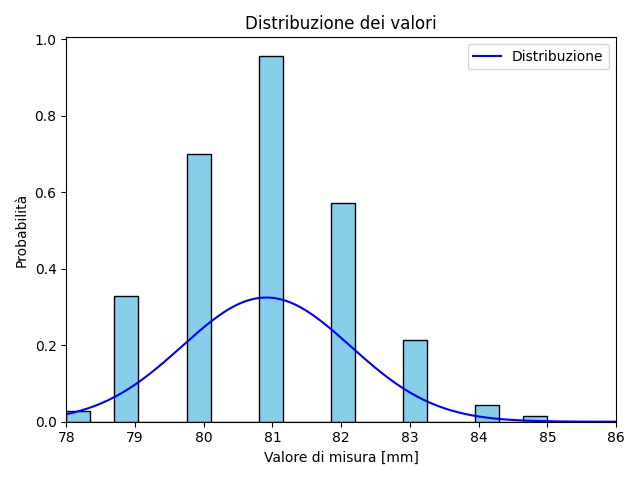 Distribuzione dei valori
Distribuzione
Probabilità
1.0
0.8
0.6
0.4
0.2
0.0
78 79 80 81 82 83 84 85 86
Valore di misura [mm]